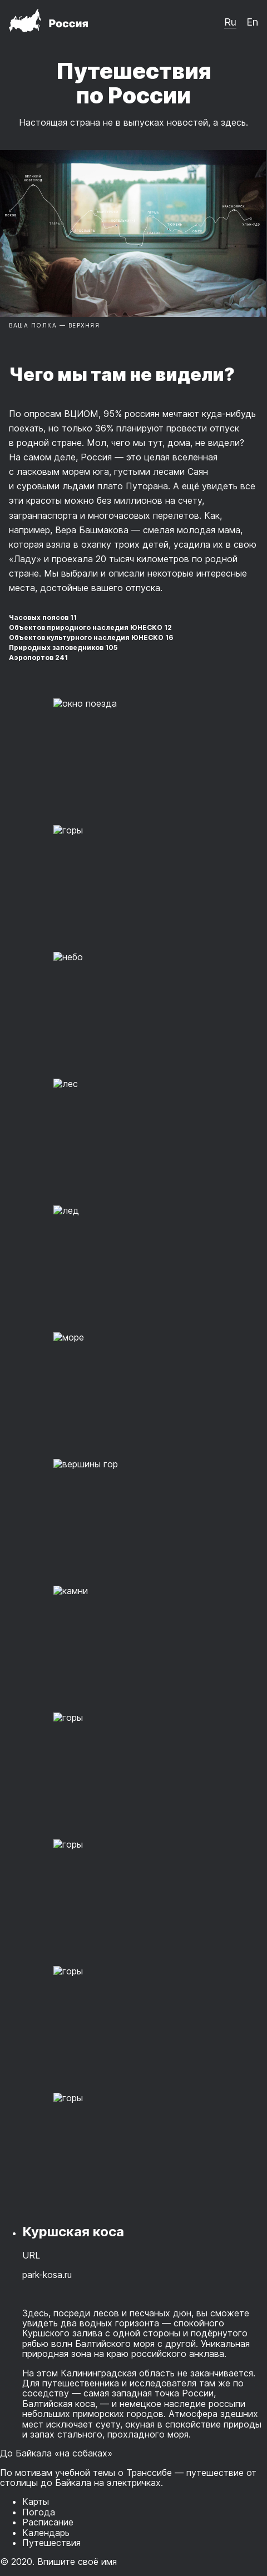 Россия
Ru En
Путешествия
по России
Настоящая страна не в выпусках новостей, а здесь.
ВЕЛИКИЙ
НОВГОРОД
ПСКОВ
КРАСНОЯРСК
УЛАН-УДЭ
ВАША ПОЛКА — ВЕРХНЯЯ
Чего мы там не видели?
По опросам ВЦИОМ, 95% россиян мечтают куда-нибудь
поехать, но только 36% планируют провести отпуск
в родной стране. Мол, чего мы тут, дома, не видели?
На самом деле, Россия — это целая вселенная
с ласковым морем юга, густыми лесами Саян
и суровыми льдами плато Путорана. А ещё увидеть все
эти красоты можно без миллионов на счету,
загранпаспорта и многочасовых перелетов. Как,
например, Вера Башмакова — смелая молодая мама,
которая взяла в охапку троих детей, усадила их в свою
«Ладу» и проехала 20 тысяч километров по родной
стране. Мы выбрали и описали некоторые интересные
места, достойные вашего отпуска.
Часовых поясов 11
Объектов природного наследия ЮНЕСКО 12
Объектов культурного наследия ЮНЕСКО 16
Природных заповедников 105
Аэропортов 241
окно поезда
горы
небо
лес
лед
море
вершины гор
камни
горы
горы
горы
горы
Куршская коса
URL
park-kosa.ru
Здесь, посреди лесов и песчаных дюн, вы сможете
увидеть два водных горизонта — спокойного
Куршского залива с одной стороны и подёрнутого
рябью волн Балтийского моря с другой. Уникальная
природная зона на краю российского анклава.
На этом Калининградская область не заканчивается.
Для путешественника и исследователя там же по
соседству — самая западная точка России,
Балтийская коса, — и немецкое наследие россыпи
небольших приморских городов. Атмосфера здешних
мест исключает суету, окуная в спокойствие природы
и запах стального, прохладного моря.
До Байкала «на собаках»
По мотивам учебной темы о Транссибе — путешествие от
столицы до Байкала на электричках.
Карты
Погода
Расписание
Календарь
Путешествия
© 2020. Впишите своё имя